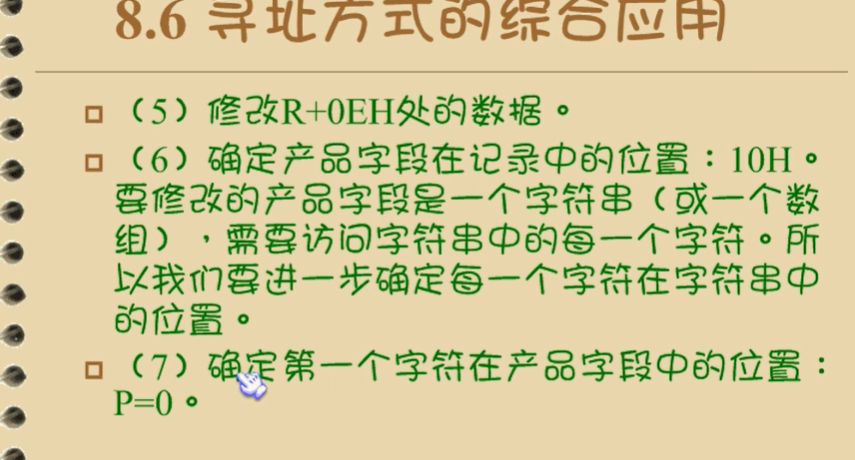 8.6 寻址方式的综合应用
（5）修改R+0EH处的数据。
（6）确定产品字段在记录中的位置：10H。
要修改的产品字段是一个字符串（或一个数
组），需要访问字符串中的每一个字符。所
以我们要进一步确定每一个字符在字符串中
的位置。
（7）确定第一个字符在产品字段中的位置：
P=0。